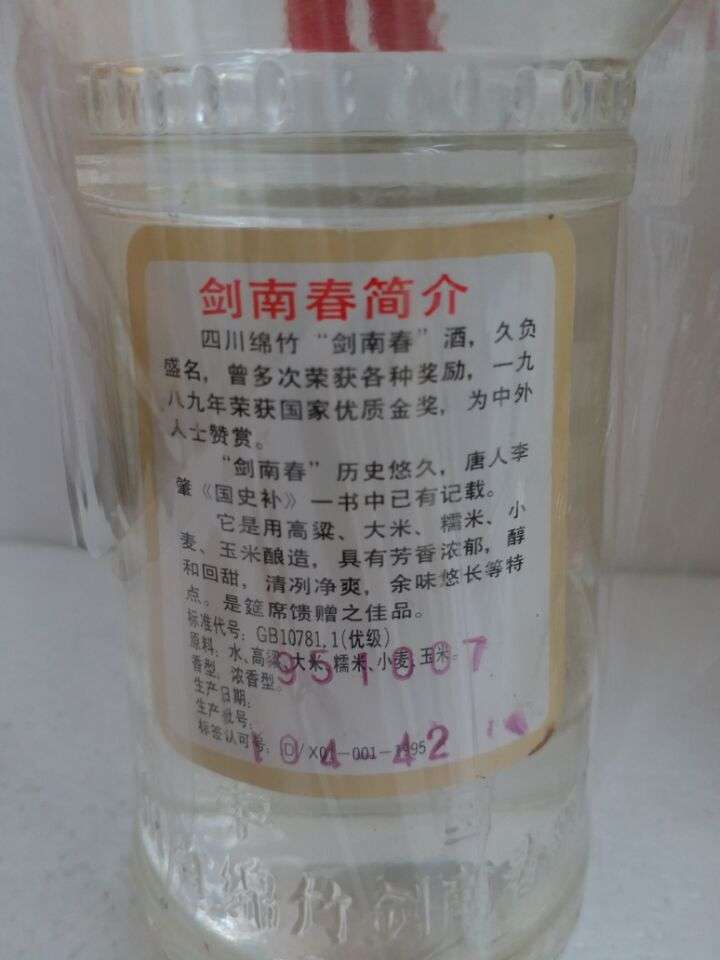 剑南春简介
四川绵竹“剑南春”酒，久负
盛名，曾多次荣获各种奖励，一九
八九年荣获国家优质金奖，为中外
人士赞赏。
“剑南春”历史悠久，唐人李
肇《国史补》一书中已有记载。
它是用高粱、大米、糯米、小
麦、玉米酿造，具有芳香浓郁，醇
和回甜，清冽净爽，余味悠长等特
点。是筵席馈赠之佳品。
标准代号：GB10781.1(优级)
原料：水、高粱、大米、糯米、小麦、玉米。
香型：浓香型。
951007
生产日期：
生产批号：
104-42
标签认可号：Ⓓ/X01-001-1995
绵竹剑南春